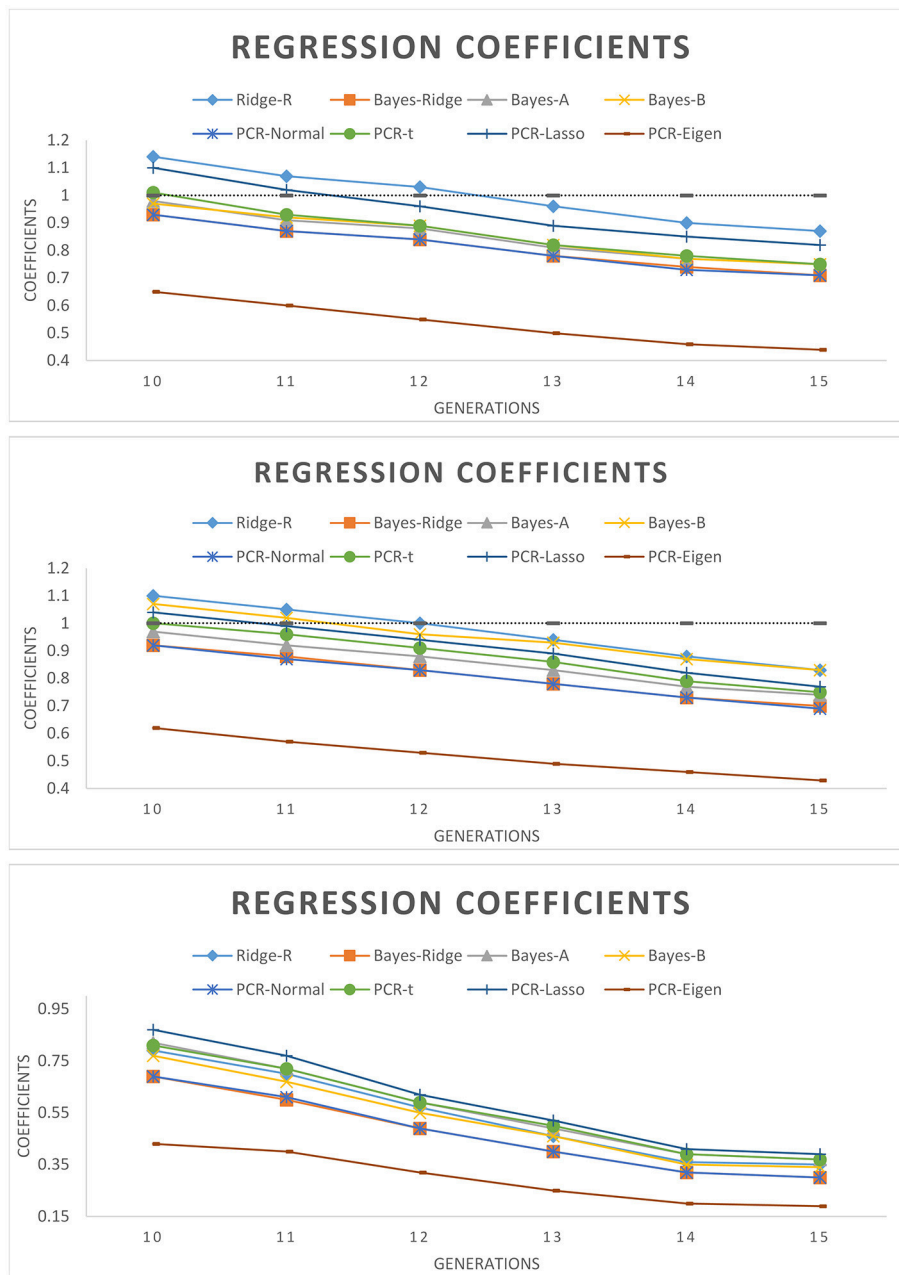 REGRESSION COEFFICIENTS
Ridge-R Bayes-Ridge Bayes-A Bayes-B
PCR-Normal PCR-t PCR-Lasso PCR-Eigen
1.2
1.1
1
0.9
0.8
0.7
0.6
0.5
0.4
COEFFICIENTS
10 11 12 13 14 15
GENERATIONS
REGRESSION COEFFICIENTS
Ridge-R Bayes-Ridge Bayes-A Bayes-B
PCR-Normal PCR-t PCR-Lasso PCR-Eigen
1.2
1.1
1
0.9
0.8
0.7
0.6
0.5
0.4
COEFFICIENTS
10 11 12 13 14 15
GENERATIONS
REGRESSION COEFFICIENTS
Ridge-R Bayes-Ridge Bayes-A Bayes-B
PCR-Normal PCR-t PCR-Lasso PCR-Eigen
0.95
0.75
0.55
0.35
0.15
COEFFICIENTS
10 11 12 13 14 15
GENERATIONS